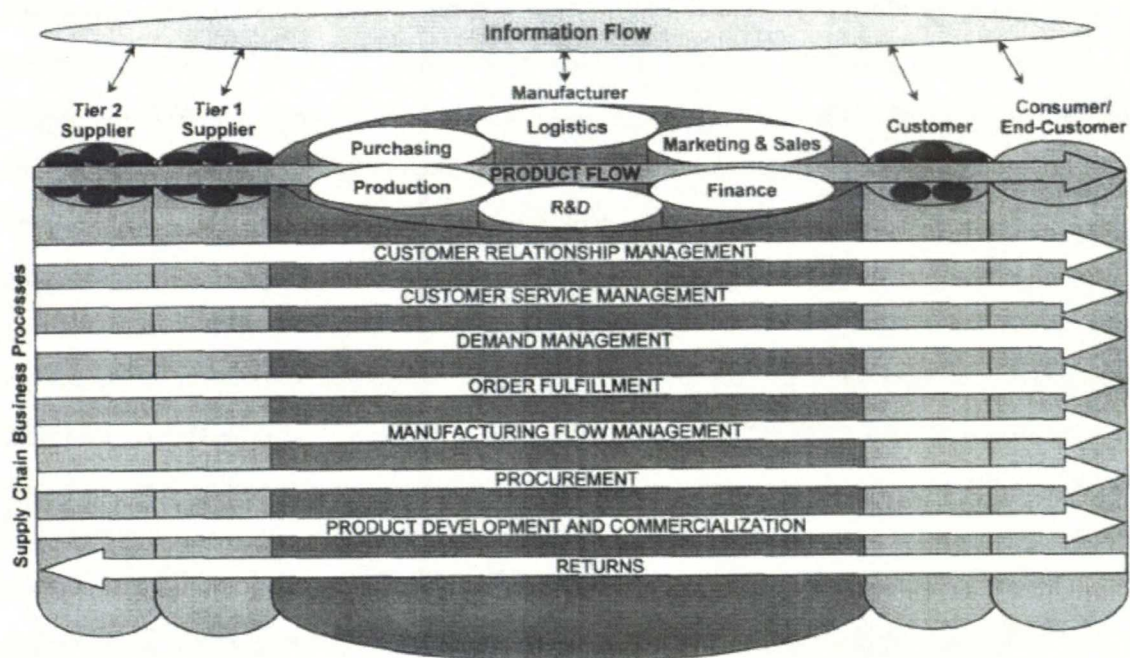 Information Flow
Manufacturer
Tier 2
Supplier
Tier 1
Supplier
Logistics
Purchasing
Marketing & Sales
Customer
Consumer/
End-Customer
PRODUCT FLOW
Production
R&D
Finance
Supply Chain Business Processes
CUSTOMER RELATIONSHIP MANAGEMENT
CUSTOMER SERVICE MANAGEMENT
DEMAND MANAGEMENT
ORDER FULFILLMENT
MANUFACTURING FLOW MANAGEMENT
PROCUREMENT
PRODUCT DEVELOPMENT AND COMMERCIALIZATION
RETURNS